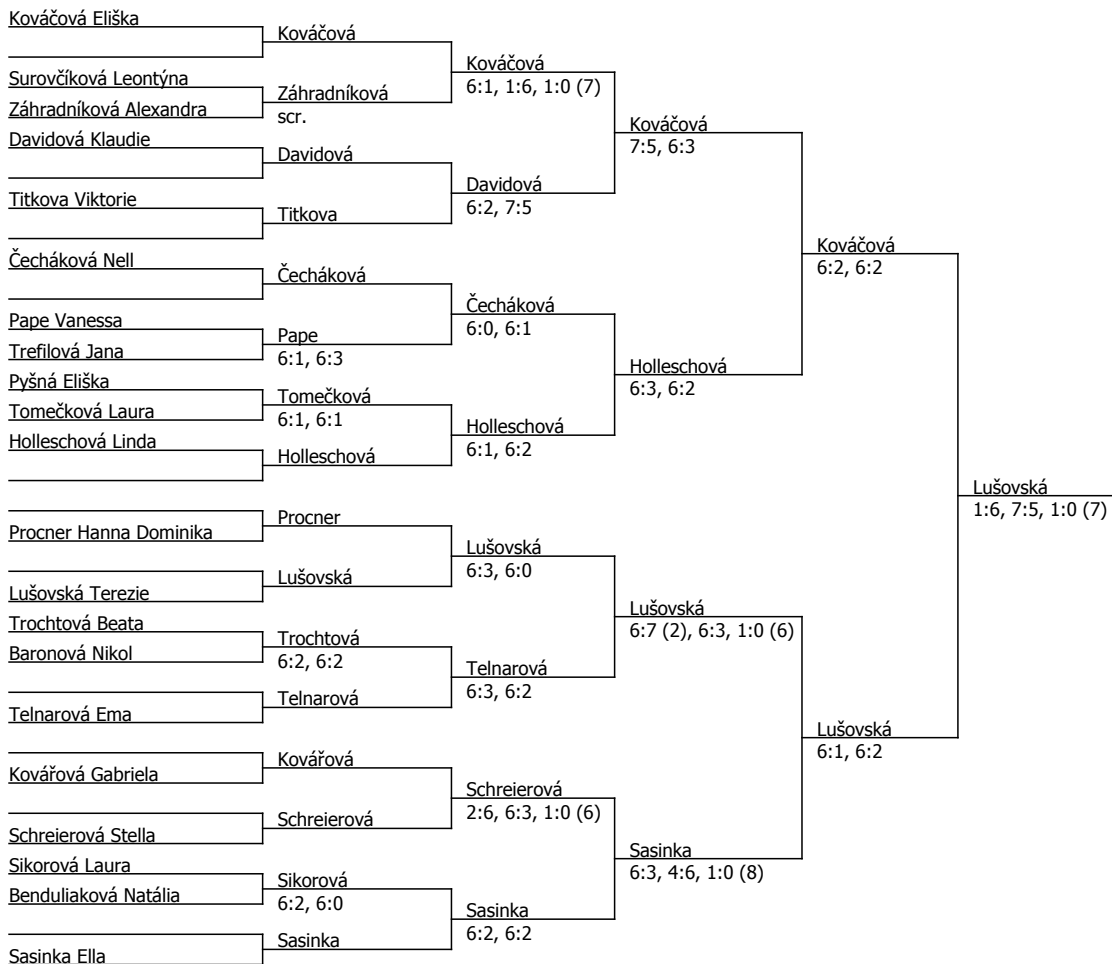 Kováčová Eliška
Surovčíková Leontýna
Záhradníková Alexandra
Davidová Klaudie
Titkova Viktorie
Čecháková Nell
Pape Vanessa
Trefilová Jana
Pyšná Eliška
Tomečková Laura
Holleschová Linda
Procner Hanna Dominika
Lušovská Terezie
Trochtová Beata
Baronová Nikol
Telnarová Ema
Kovářová Gabriela
Schreierová Stella
Sikorová Laura
Benduliaková Natália
Sasinka Ella
Kováčová
Záhradníková
scr.
Davidová
Titkova
Čecháková
Pape
6:1, 6:3
Tomečková
6:1, 6:1
Holleschová
Procner
Lušovská
Trochtová
6:2, 6:2
Telnarová
Kovářová
Schreierová
Sikorová
6:2, 6:0
Sasinka
Kováčová
6:1, 1:6, 1:0 (7)
Davidová
6:2, 7:5
Čecháková
6:0, 6:1
Holleschová
6:1, 6:2
Lušovská
6:3, 6:0
Telnarová
6:3, 6:2
Schreierová
2:6, 6:3, 1:0 (6)
Sasinka
6:2, 6:2
Kováčová
7:5, 6:3
Holleschová
6:3, 6:2
Lušovská
6:7 (2), 6:3, 1:0 (6)
Sasinka
6:3, 4:6, 1:0 (8)
Kováčová
6:2, 6:2
Lušovská
6:1, 6:2
Lušovská
1:6, 7:5, 1:0 (7)